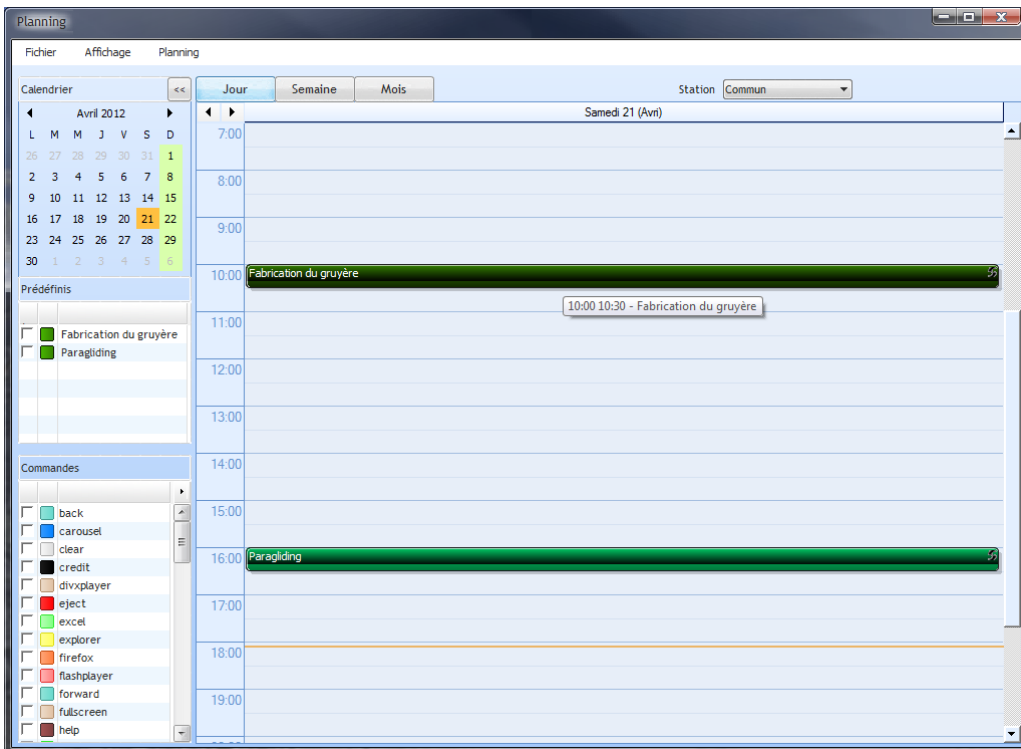 Planning
Fichier Affichage Planning
Calendrier <<
Jour Semaine Mois
Station Commun
Avril 2012
L M M J V S D
26 27 28 29 30 31 1
2 3 4 5 6 7 8
9 10 11 12 13 14 15
16 17 18 19 20 21 22
23 24 25 26 27 28 29
30 1 2 3 4 5 6
Prédéfinis
Fabrication du gruyère
Paragliding
Commandes
back
carousel
clear
credit
divxplayer
eject
excel
explorer
firefox
flashplayer
forward
fullscreen
help
Samedi 21 (Avri)
7:00
8:00
9:00
10:00 Fabrication du gruyère
10:00 10:30 - Fabrication du gruyère
11:00
12:00
13:00
14:00
15:00
16:00 Paragliding
17:00
18:00
19:00